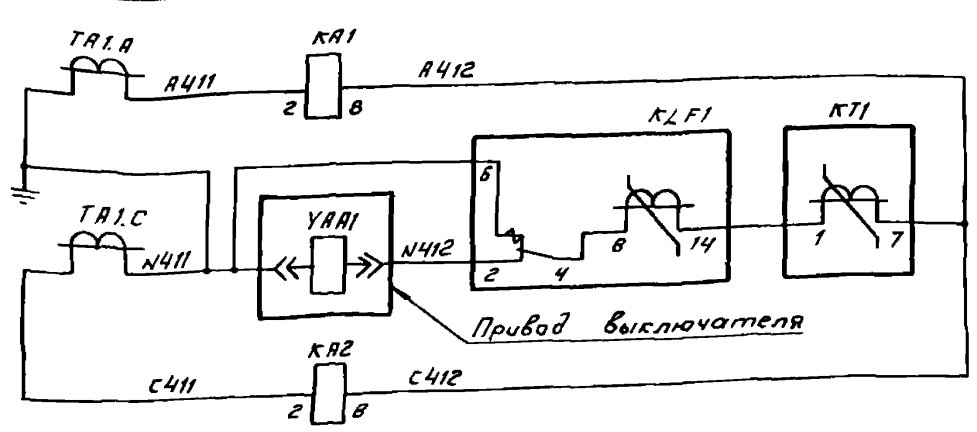 TA1.A
KA1
A411
A412
2
8
KLF1
KT1
6
TA1.C
YAA1
N411
N412
2
4
8
14
1
7
Привод выключателя
KA2
C411
C412
2
8